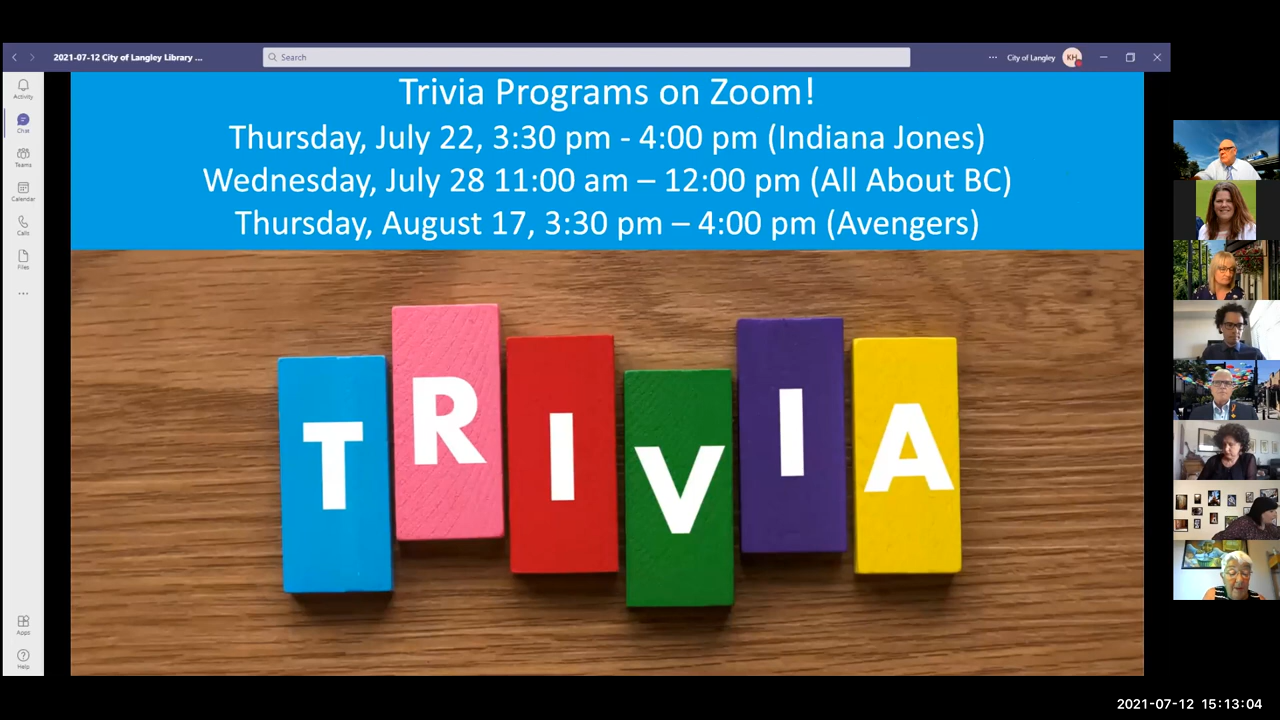 2021-07-12 City of Langley Library ...
Search
City of Langley
KH
Activity
Chat
Teams
Calendar
Calls
Files
Apps
Help
Trivia Programs on Zoom!
Thursday, July 22, 3:30 pm - 4:00 pm (Indiana Jones)
Wednesday, July 28 11:00 am – 12:00 pm (All About BC)
Thursday, August 17, 3:30 pm – 4:00 pm (Avengers)
TRIVIA
2021-07-12 15:13:04